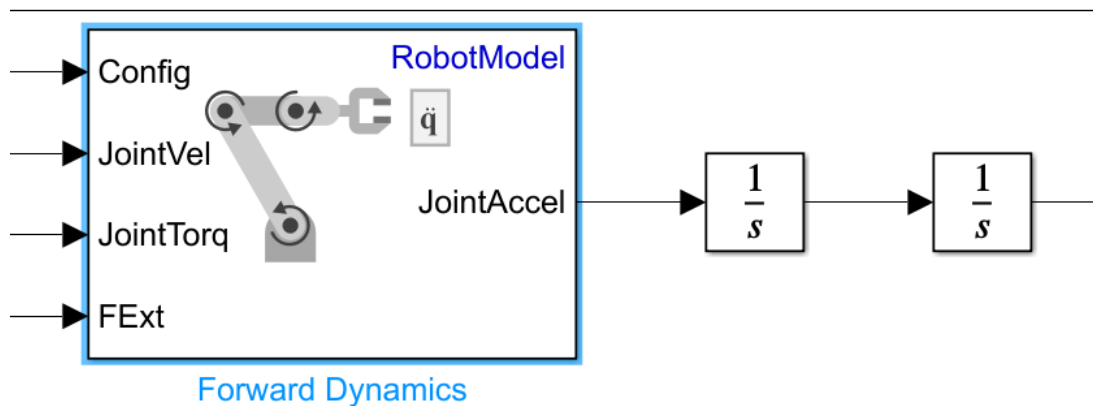 RobotModel
Config
q̈
JointVel
JointAccel
JointTorq
FExt
1
s
1
s
Forward Dynamics